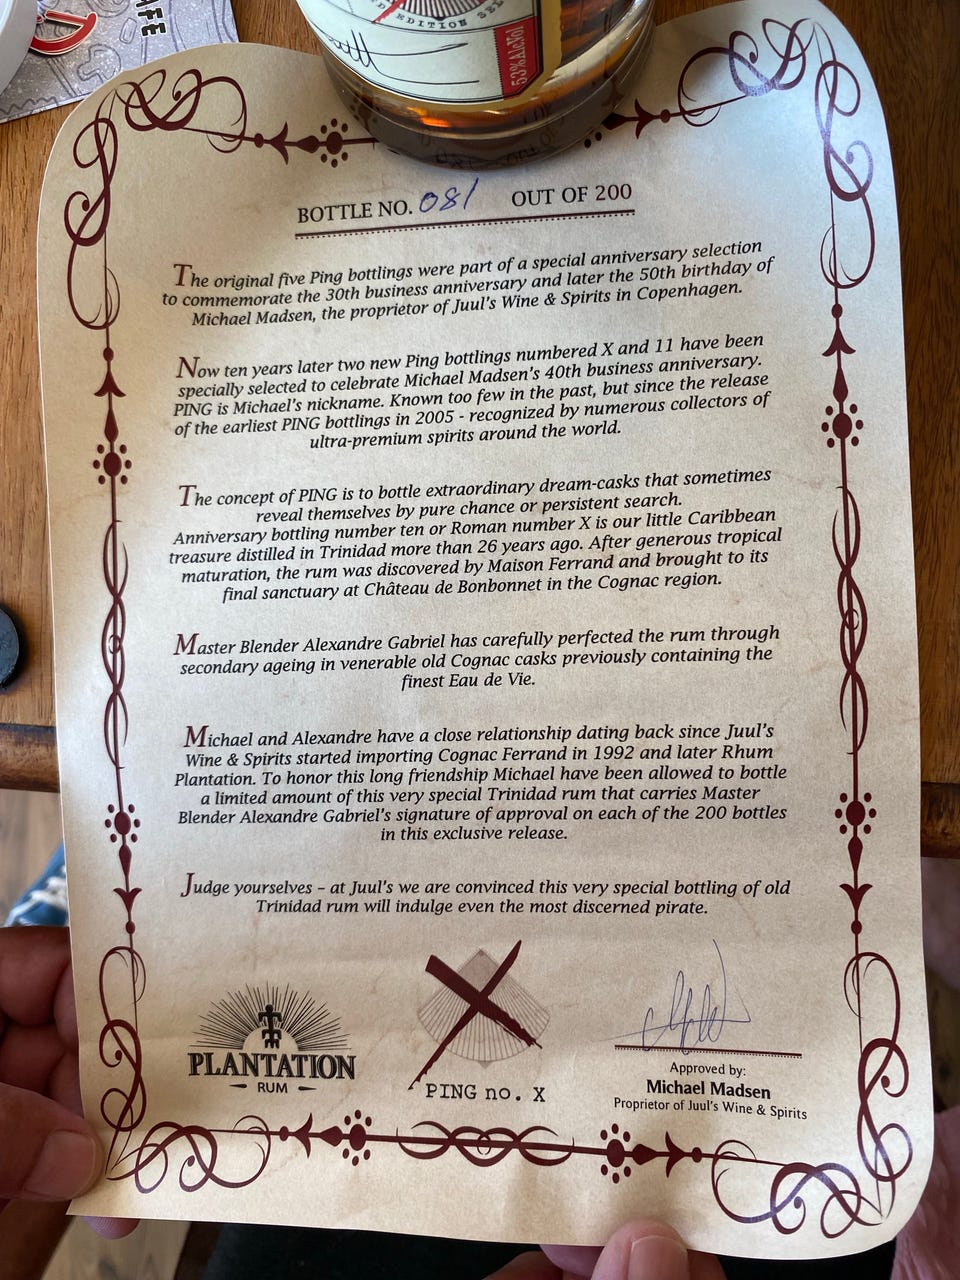 AFE
ND EDITION SEL
53%Alc/Vol
BOTTLE NO. 081 OUT OF 200
The original five Ping bottlings were part of a special anniversary selection
to commemorate the 30th business anniversary and later the 50th birthday of
Michael Madsen, the proprietor of Juul's Wine & Spirits in Copenhagen.
Now ten years later two new Ping bottlings numbered X and 11 have been
specially selected to celebrate Michael Madsen's 40th business anniversary.
PING is Michael's nickname. Known too few in the past, but since the release
of the earliest PING bottlings in 2005 - recognized by numerous collectors of
ultra-premium spirits around the world.
The concept of PING is to bottle extraordinary dream-casks that sometimes
reveal themselves by pure chance or persistent search.
Anniversary bottling number ten or Roman number X is our little Caribbean
treasure distilled in Trinidad more than 26 years ago. After generous tropical
maturation, the rum was discovered by Maison Ferrand and brought to its
final sanctuary at Château de Bonbonnet in the Cognac region.
Master Blender Alexandre Gabriel has carefully perfected the rum through
secondary ageing in venerable old Cognac casks previously containing the
finest Eau de Vie.
Michael and Alexandre have a close relationship dating back since Juul's
Wine & Spirits started importing Cognac Ferrand in 1992 and later Rhum
Plantation. To honor this long friendship Michael have been allowed to bottle
a limited amount of this very special Trinidad rum that carries Master
Blender Alexandre Gabriel's signature of approval on each of the 200 bottles
in this exclusive release.
Judge yourselves – at Juul's we are convinced this very special bottling of old
Trinidad rum will indulge even the most discerned pirate.
PLANTATION
RUM
PING no. X
Approved by:
Michael Madsen
Proprietor of Juul's Wine & Spirits